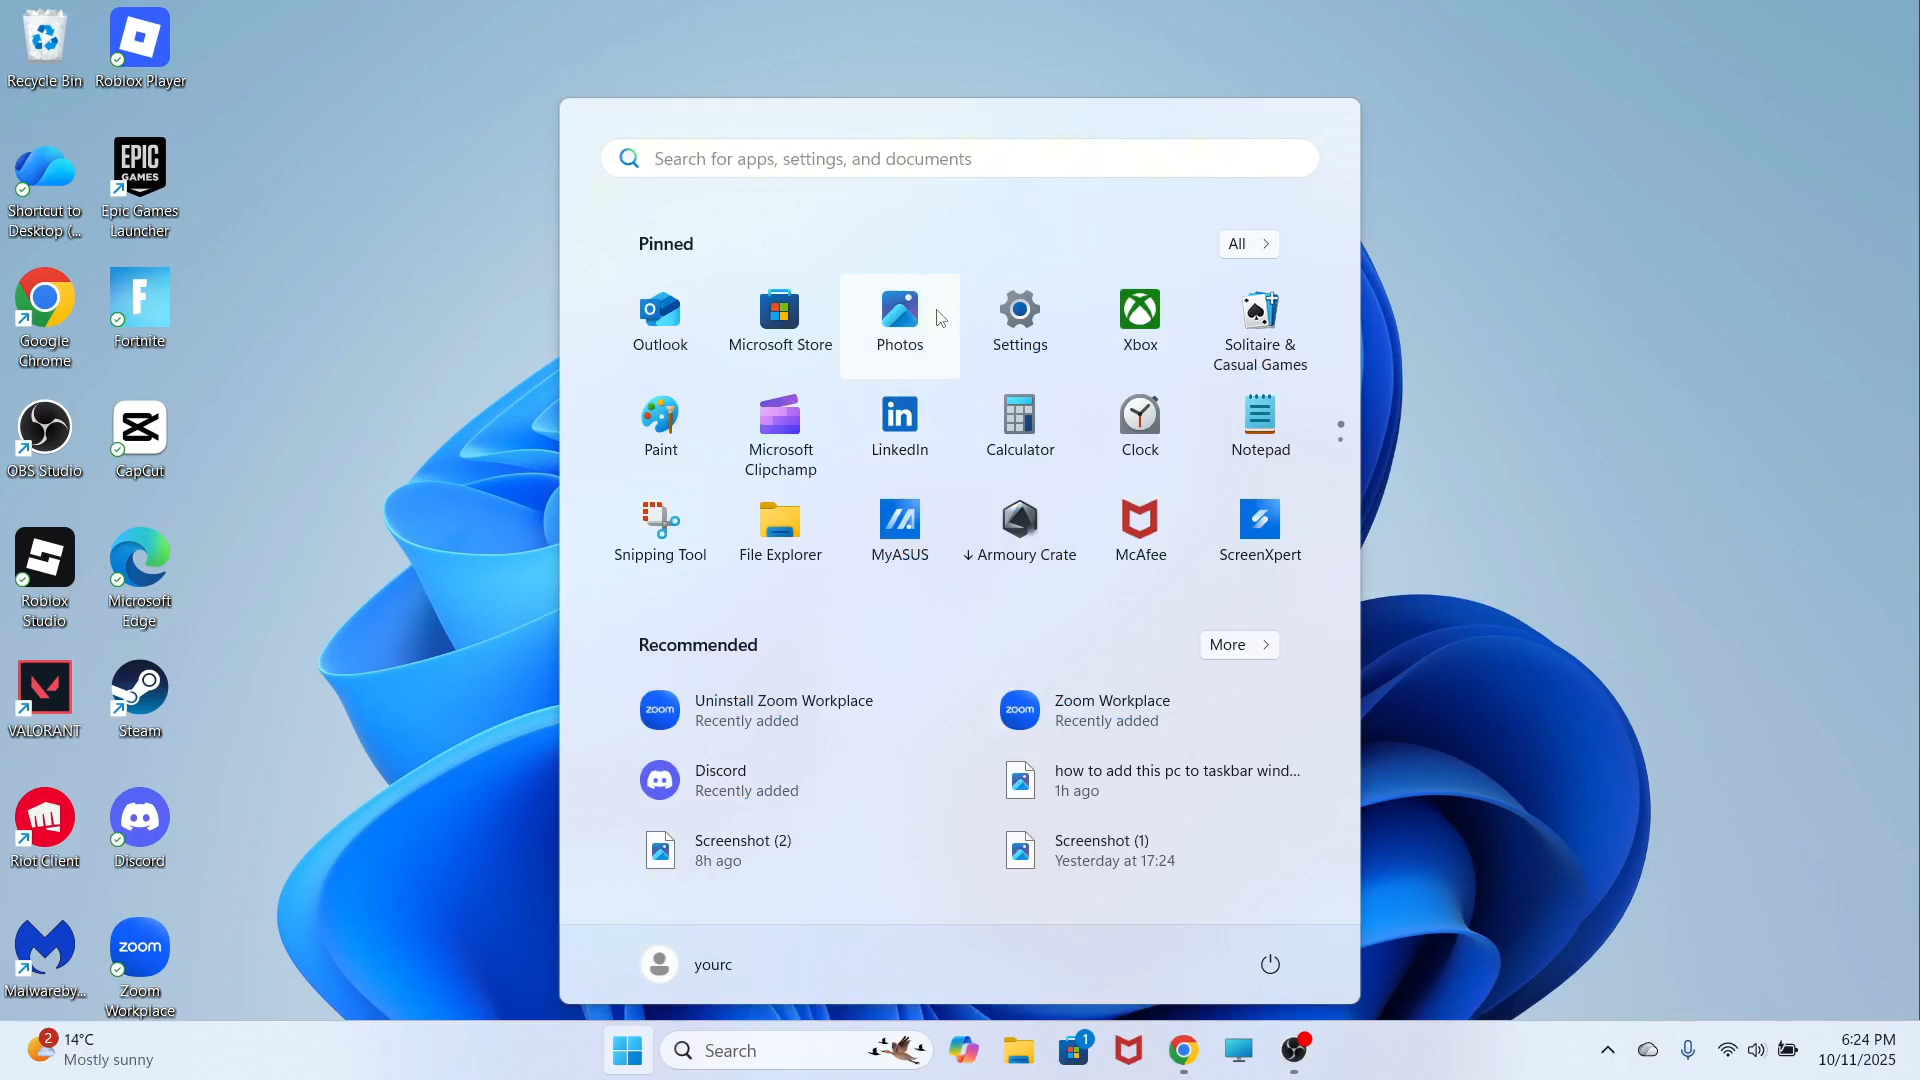 Recycle Bin
Roblox Player
Shortcut to
Desktop (...
EPIC
GAMES
Epic Games
Launcher
Google
Chrome
F
Fortnite
OBS Studio
CapCut
Roblox
Studio
Microsoft
Edge
VALORANT
Steam
Riot Client
Discord
Malwareby...
zoom
Zoom
Workplace
Search for apps, settings, and documents
Pinned
All
Outlook
Microsoft Store
Photos
Settings
Xbox
Solitaire &
Casual Games
Paint
Microsoft
Clipchamp
in
LinkedIn
Calculator
Clock
Notepad
Snipping Tool
File Explorer
MyASUS
↓ Armoury Crate
McAfee
ScreenXpert
Recommended
More
zoom
Uninstall Zoom Workplace
Recently added
zoom
Zoom Workplace
Recently added
Discord
Recently added
how to add this pc to taskbar wind...
1h ago
Screenshot (2)
8h ago
Screenshot (1)
Yesterday at 17:24
yourc
2
14°C
Mostly sunny
Search
1
6:24 PM
10/11/2025